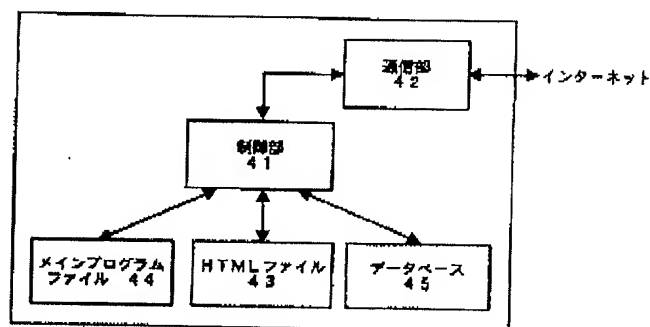 通信部
42
インターネット
制御部
41
メインプログラム
ファイル 44
HTMLファイル
43
データベース
45